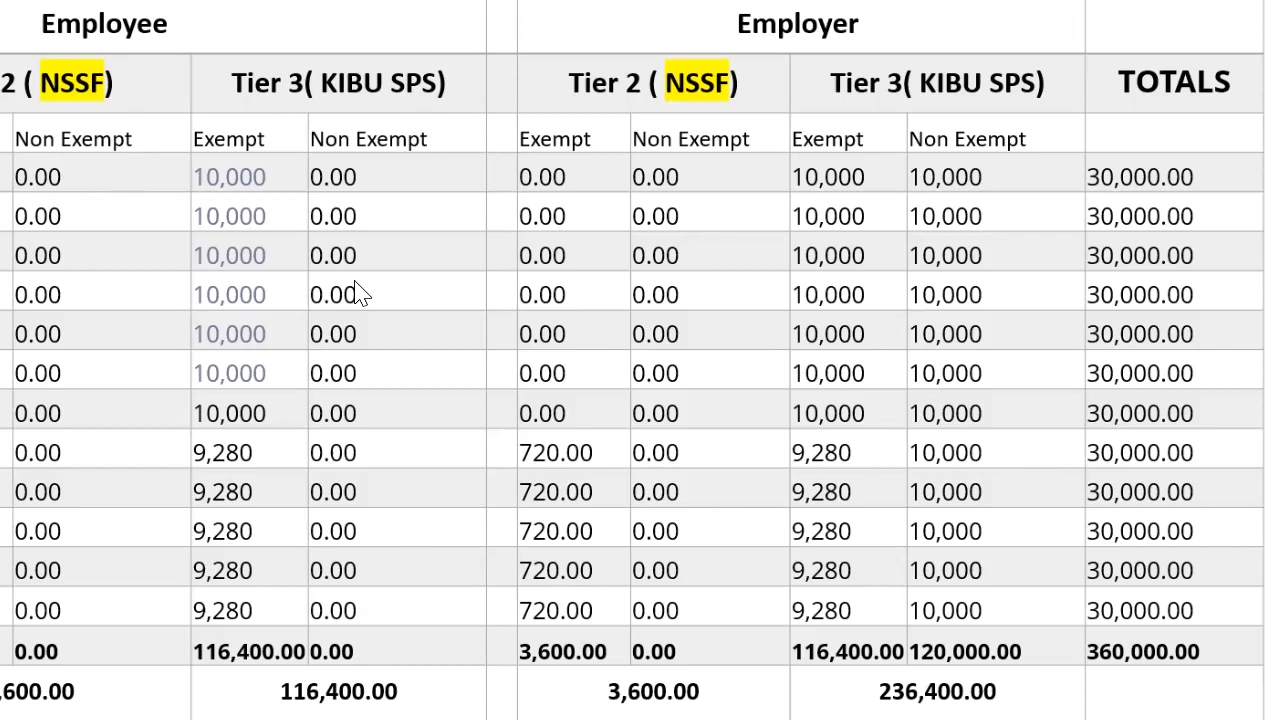 Employee Employer
2 ( NSSF) Tier 3( KIBU SPS) Tier 2 ( NSSF) Tier 3( KIBU SPS) TOTALS
Non Exempt Exempt Non Exempt Exempt Non Exempt Exempt Non Exempt
0.00 10,000 0.00 0.00 0.00 10,000 10,000 30,000.00
0.00 10,000 0.00 0.00 0.00 10,000 10,000 30,000.00
0.00 10,000 0.00 0.00 0.00 10,000 10,000 30,000.00
0.00 10,000 0.00 0.00 0.00 10,000 10,000 30,000.00
0.00 10,000 0.00 0.00 0.00 10,000 10,000 30,000.00
0.00 10,000 0.00 0.00 0.00 10,000 10,000 30,000.00
0.00 10,000 0.00 0.00 0.00 10,000 10,000 30,000.00
0.00 9,280 0.00 720.00 0.00 9,280 10,000 30,000.00
0.00 9,280 0.00 720.00 0.00 9,280 10,000 30,000.00
0.00 9,280 0.00 720.00 0.00 9,280 10,000 30,000.00
0.00 9,280 0.00 720.00 0.00 9,280 10,000 30,000.00
0.00 9,280 0.00 720.00 0.00 9,280 10,000 30,000.00
0.00 116,400.00 0.00 3,600.00 0.00 116,400.00 120,000.00 360,000.00
,600.00 116,400.00 3,600.00 236,400.00